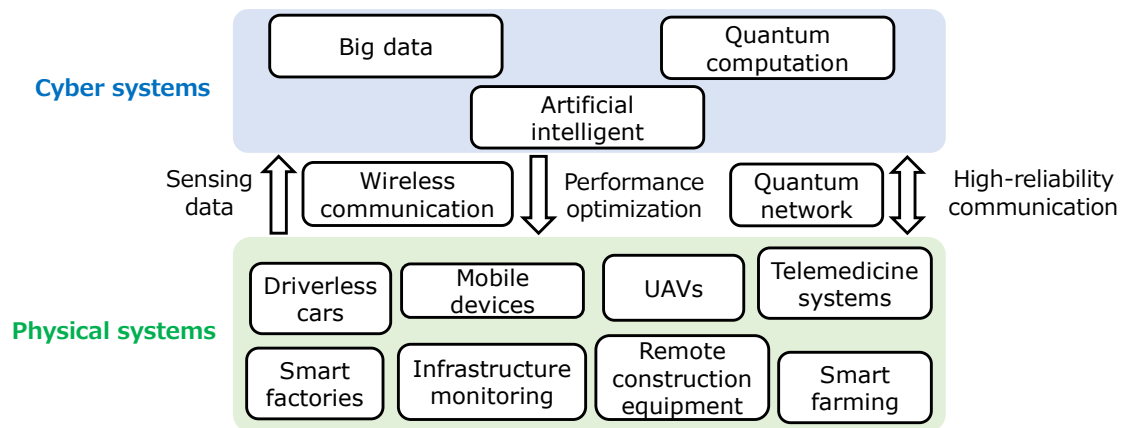 Big data
Quantum
computation
Cyber systems
Artificial
intelligent
Sensing
data
Wireless
communication
Performance
optimization
Quantum
network
High-reliability
communication
Driverless
cars
Mobile
devices
UAVs
Telemedicine
systems
Physical systems
Smart
factories
Infrastructure
monitoring
Remote
construction
equipment
Smart
farming